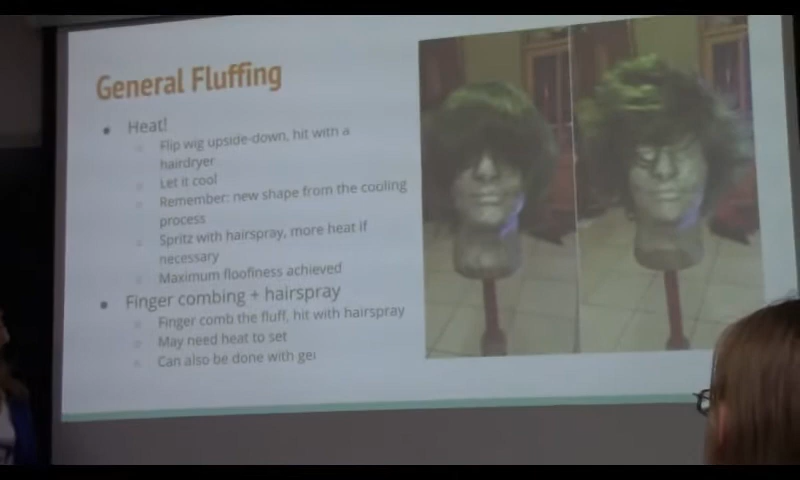 General Fluffing
Heat!
Flip wig upside-down, hit with a
hairdryer
Let it cool
Remember: new shape from the cooling
process
Spritz with hairspray, more heat if
necessary
Maximum floofiness achieved
Finger combing + hairspray
Finger comb the fluff, hit with hairspray
May need heat to set
Can also be done with gel